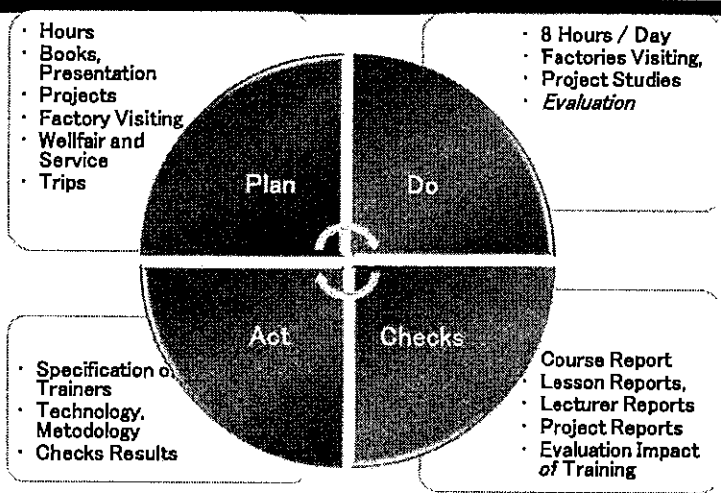 · Hours
· Books,
Presentation
· Projects
· Factory Visiting
· Wellfair and
Service
· Trips
Plan
· 8 Hours / Day
· Factories Visiting,
· Project Studies
· Evaluation
Do
Act
· Specification o
Trainers
· Technology,
Metodology
· Checks Results
Checks
Course Report
· Lesson Reports,
· Lecturer Reports
· Project Reports
· Evaluation Impact
of Training